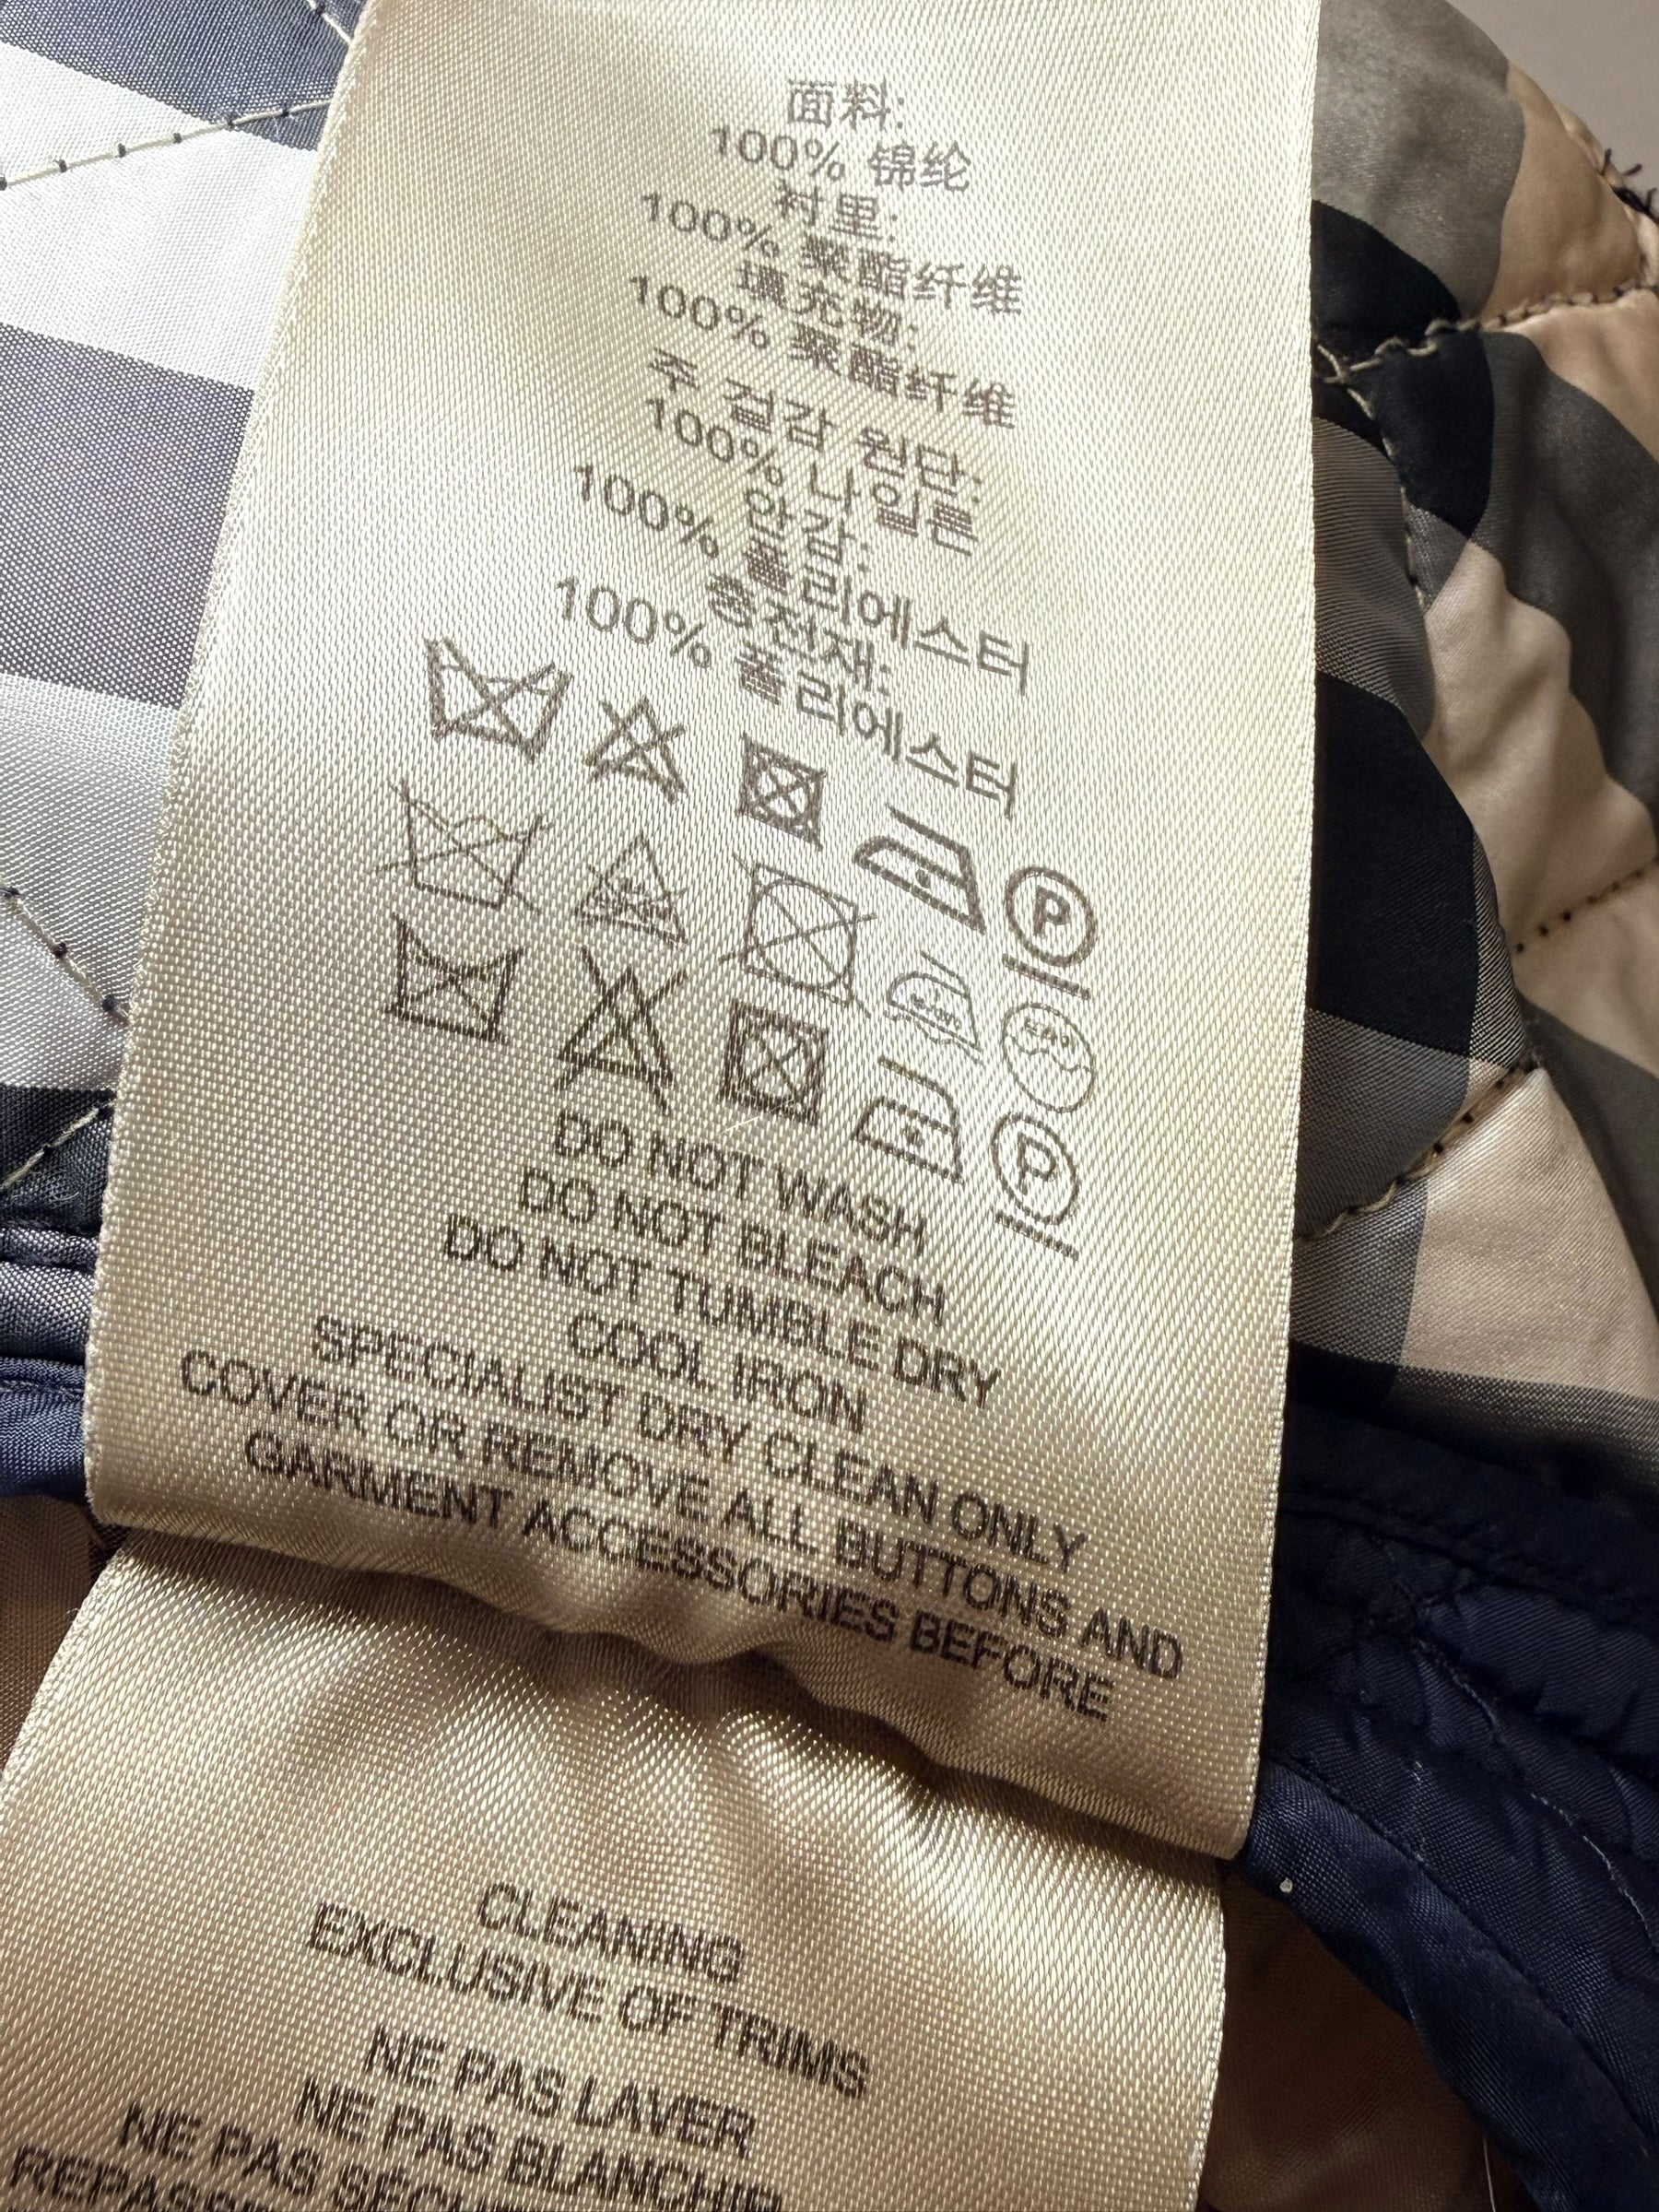 面料:
100% 锦纶
衬里:
100% 聚酯纤维
填充物:
100% 聚酯纤维
주 겉감 원단:
100% 나일론
안감:
100% 폴리에스터
충전재:
100% 폴리에스터
P
P
DO NOT WASH
DO NOT BLEACH
DO NOT TUMBLE DRY
COOL IRON
SPECIALIST DRY CLEAN ONLY
COVER OR REMOVE ALL BUTTONS AND
GARMENT ACCESSORIES BEFORE
CLEANING
EXCLUSIVE OF TRIMS
NE PAS LAVER
NE PAS BLANCHIR
NE PAS